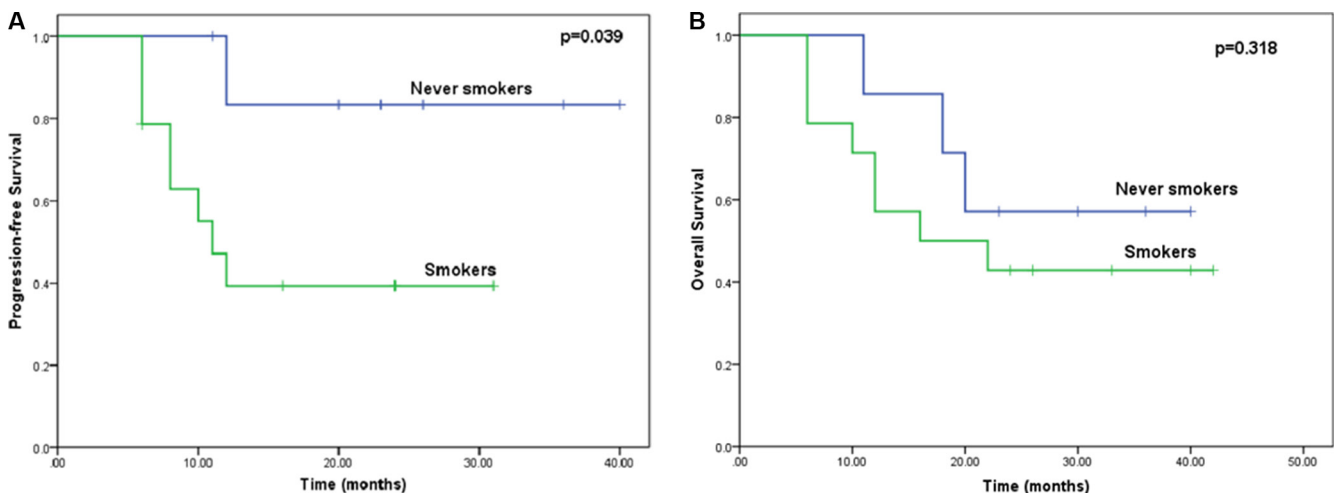 A
p=0.039
Never smokers
Smokers
Progression-free Survival
1.0
0.8
0.6
0.4
0.2
0.0
.00 10.00 20.00 30.00 40.00
Time (months)
B
p=0.318
Never smokers
Smokers
Overall Survival
1.0
0.8
0.6
0.4
0.2
0.0
.00 10.00 20.00 30.00 40.00 50.00
Time (months)